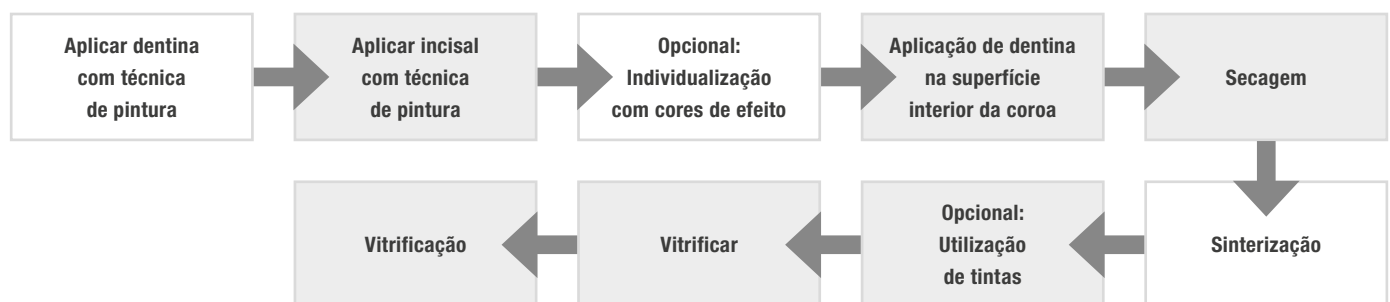 Aplicar dentina
com técnica
de pintura
Aplicar incisal
com técnica
de pintura
Opcional:
Individualização
com cores de efeito
Aplicação de dentina
na superfície
interior da coroa
Secagem
Sinterização
Opcional:
Utilização
de tintas
Vitrificar
Vitrificação